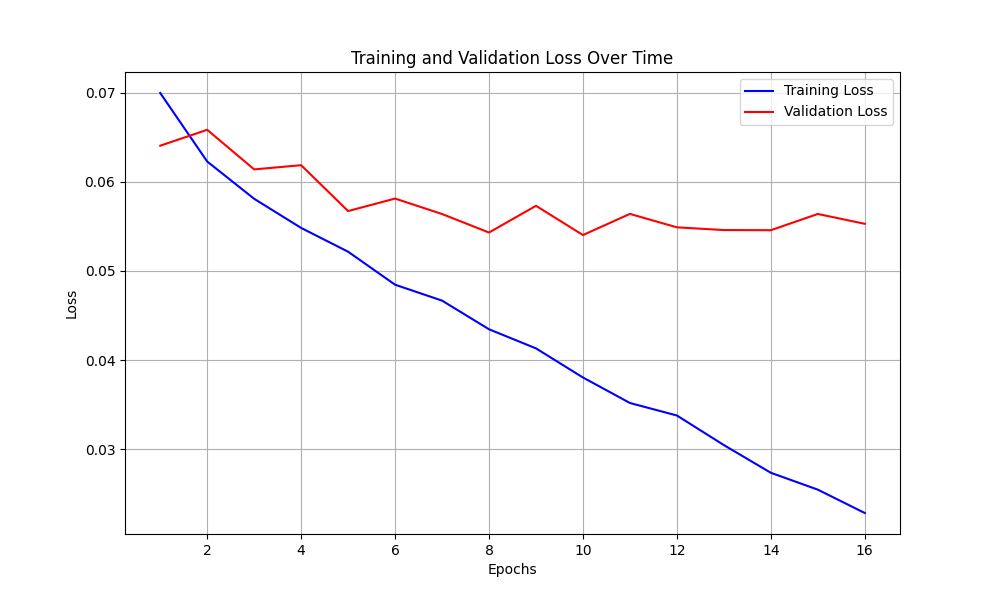 Training and Validation Loss Over Time
Training Loss
Validation Loss
0.07
0.06
0.05
0.04
0.03
Loss
2 4 6 8 10 12 14 16
Epochs